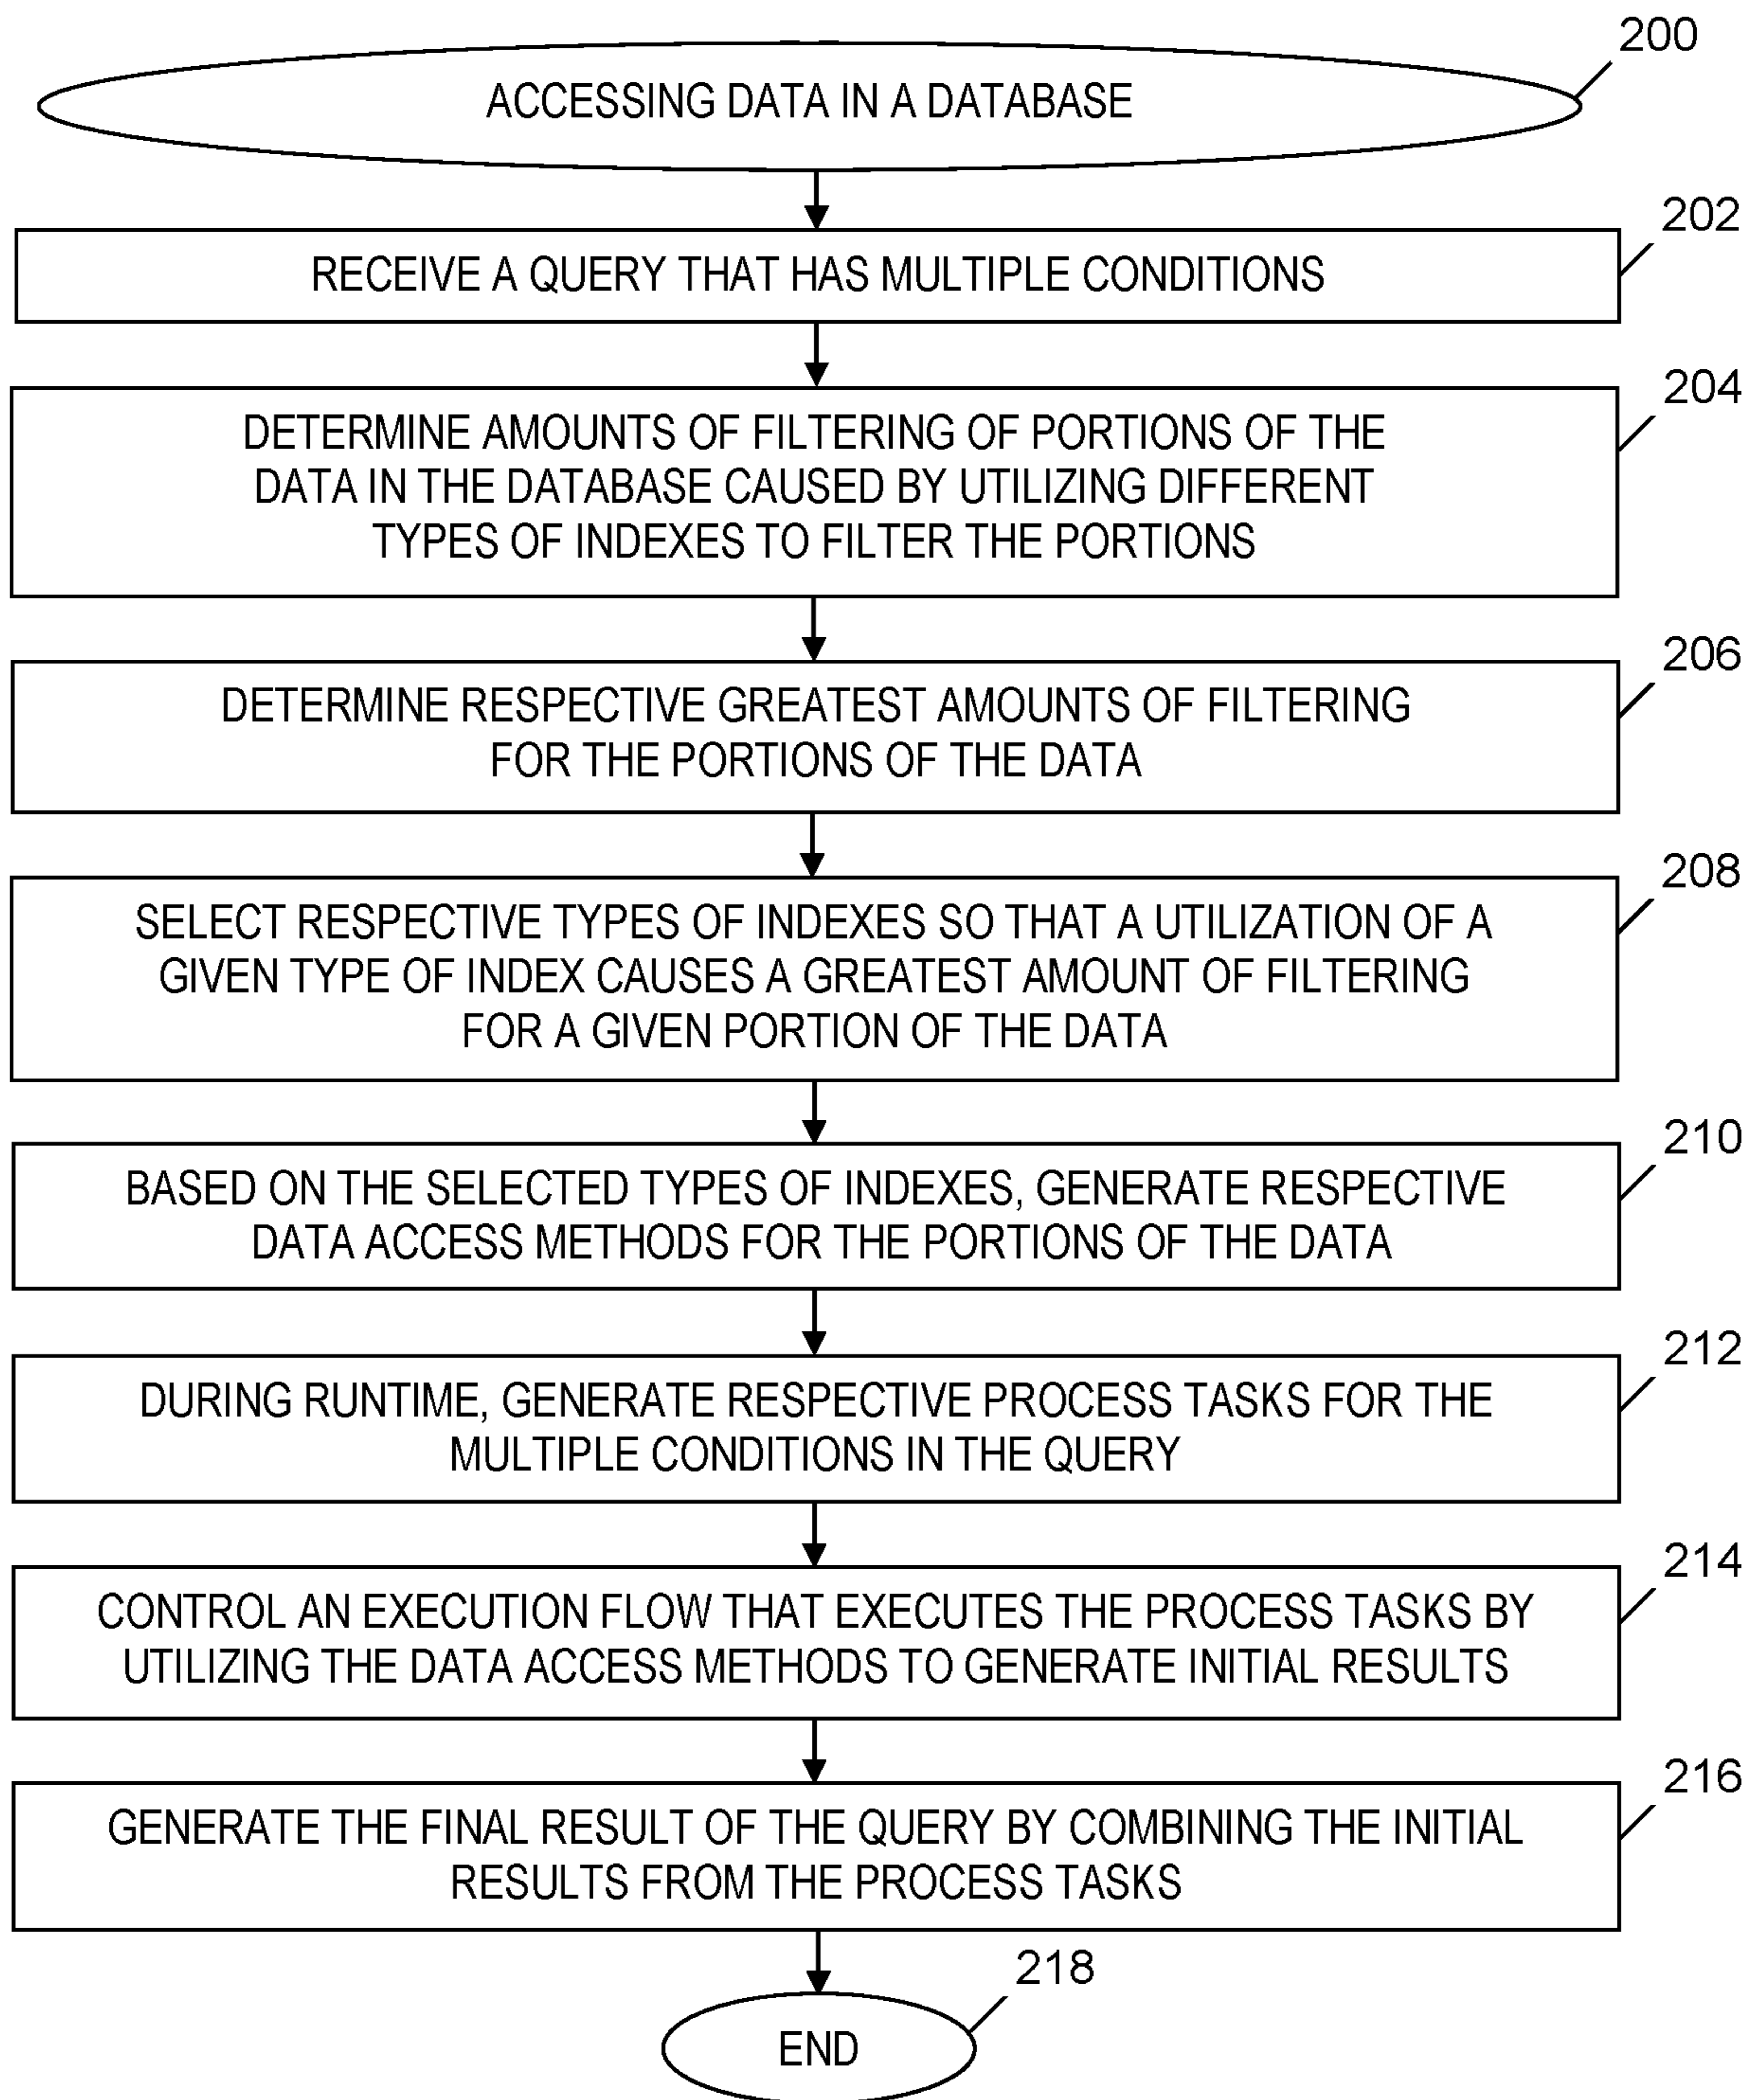 200
ACCESSING DATA IN A DATABASE
202
RECEIVE A QUERY THAT HAS MULTIPLE CONDITIONS
204
DETERMINE AMOUNTS OF FILTERING OF PORTIONS OF THE
DATA IN THE DATABASE CAUSED BY UTILIZING DIFFERENT
TYPES OF INDEXES TO FILTER THE PORTIONS
206
DETERMINE RESPECTIVE GREATEST AMOUNTS OF FILTERING
FOR THE PORTIONS OF THE DATA
208
SELECT RESPECTIVE TYPES OF INDEXES SO THAT A UTILIZATION OF A
GIVEN TYPE OF INDEX CAUSES A GREATEST AMOUNT OF FILTERING
FOR A GIVEN PORTION OF THE DATA
210
BASED ON THE SELECTED TYPES OF INDEXES, GENERATE RESPECTIVE
DATA ACCESS METHODS FOR THE PORTIONS OF THE DATA
212
DURING RUNTIME, GENERATE RESPECTIVE PROCESS TASKS FOR THE
MULTIPLE CONDITIONS IN THE QUERY
214
CONTROL AN EXECUTION FLOW THAT EXECUTES THE PROCESS TASKS BY
UTILIZING THE DATA ACCESS METHODS TO GENERATE INITIAL RESULTS
216
GENERATE THE FINAL RESULT OF THE QUERY BY COMBINING THE INITIAL
RESULTS FROM THE PROCESS TASKS
218
END